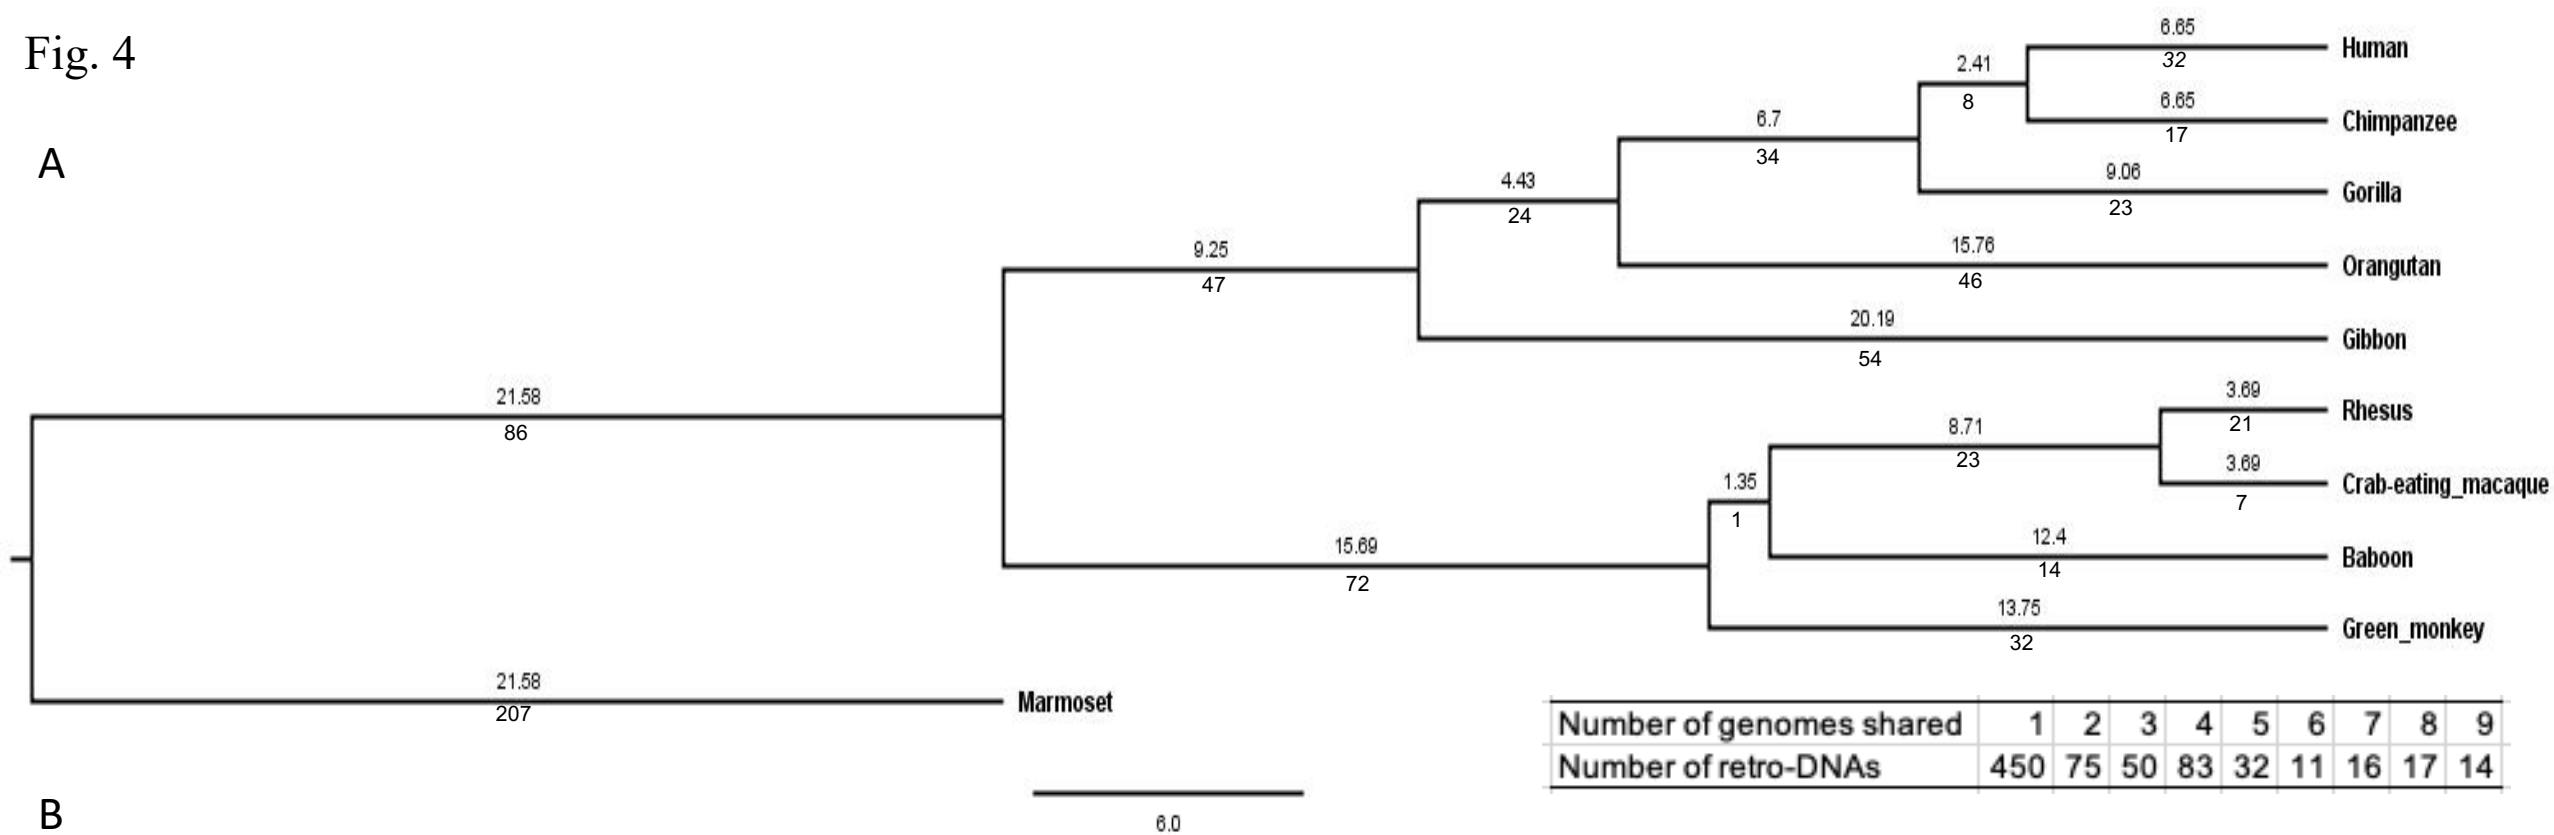 Fig. 4
A
6.65
Human
32
2.41
8
6.65
Chimpanzee
17
6.7
34
9.06
Gorilla
23
4.43
24
15.76
Orangutan
46
9.25
47
20.19
Gibbon
54
21.58
86
3.69
Rhesus
21
8.71
23
3.69
Crab-eating_macaque
7
1.35
1
12.4
Baboon
14
15.69
72
13.75
Green_monkey
32
21.58
Marmoset
207
Number of genomes shared 1 2 3 4 5 6 7 8 9
Number of retro-DNAs 450 75 50 83 32 11 16 17 14
B
6.0